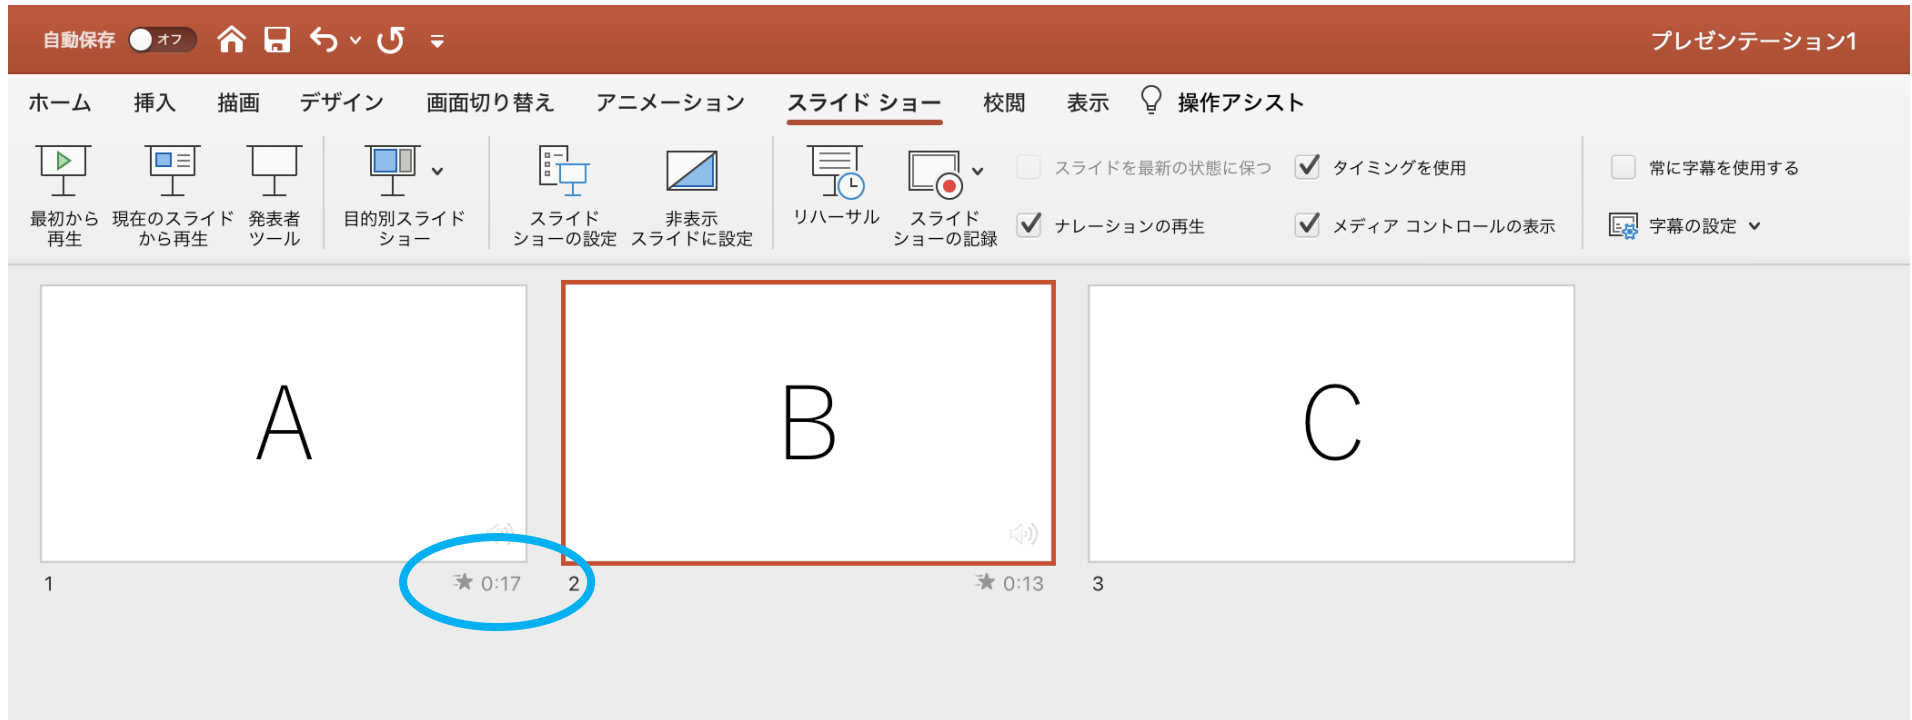 自動保存 オフ プレゼンテーション1
ホーム 挿入 描画 デザイン 画面切り替え アニメーション スライド ショー 校閲 表示 操作アシスト
最初から
再生
現在のスライド
から再生
発表者
ツール
目的別スライド
ショー
スライド
ショーの設定
非表示
スライドに設定
リハーサル
スライド
ショーの記録
スライドを最新の状態に保つ
ナレーションの再生
タイミングを使用
メディア コントロールの表示
常に字幕を使用する
字幕の設定
A
B
C
1 0:17
2 0:13
3